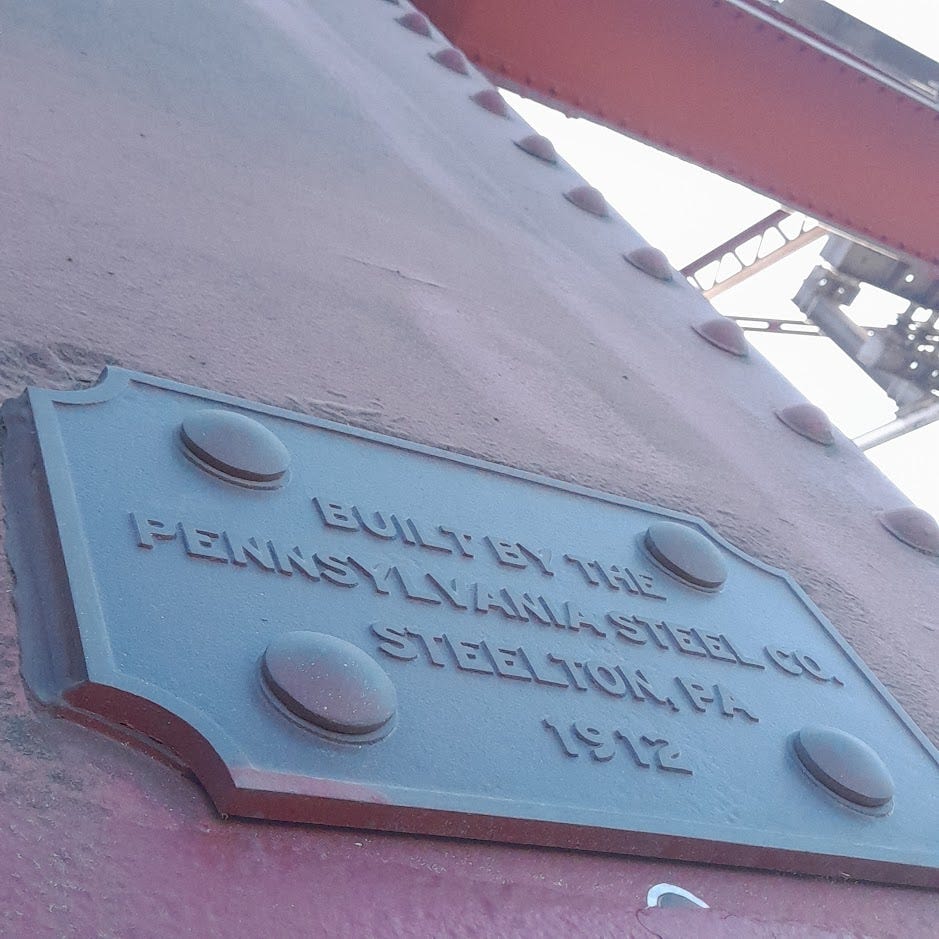 BUILT BY THE
PENNSYLVANIA STEEL CO.
STEELTON, PA
1912